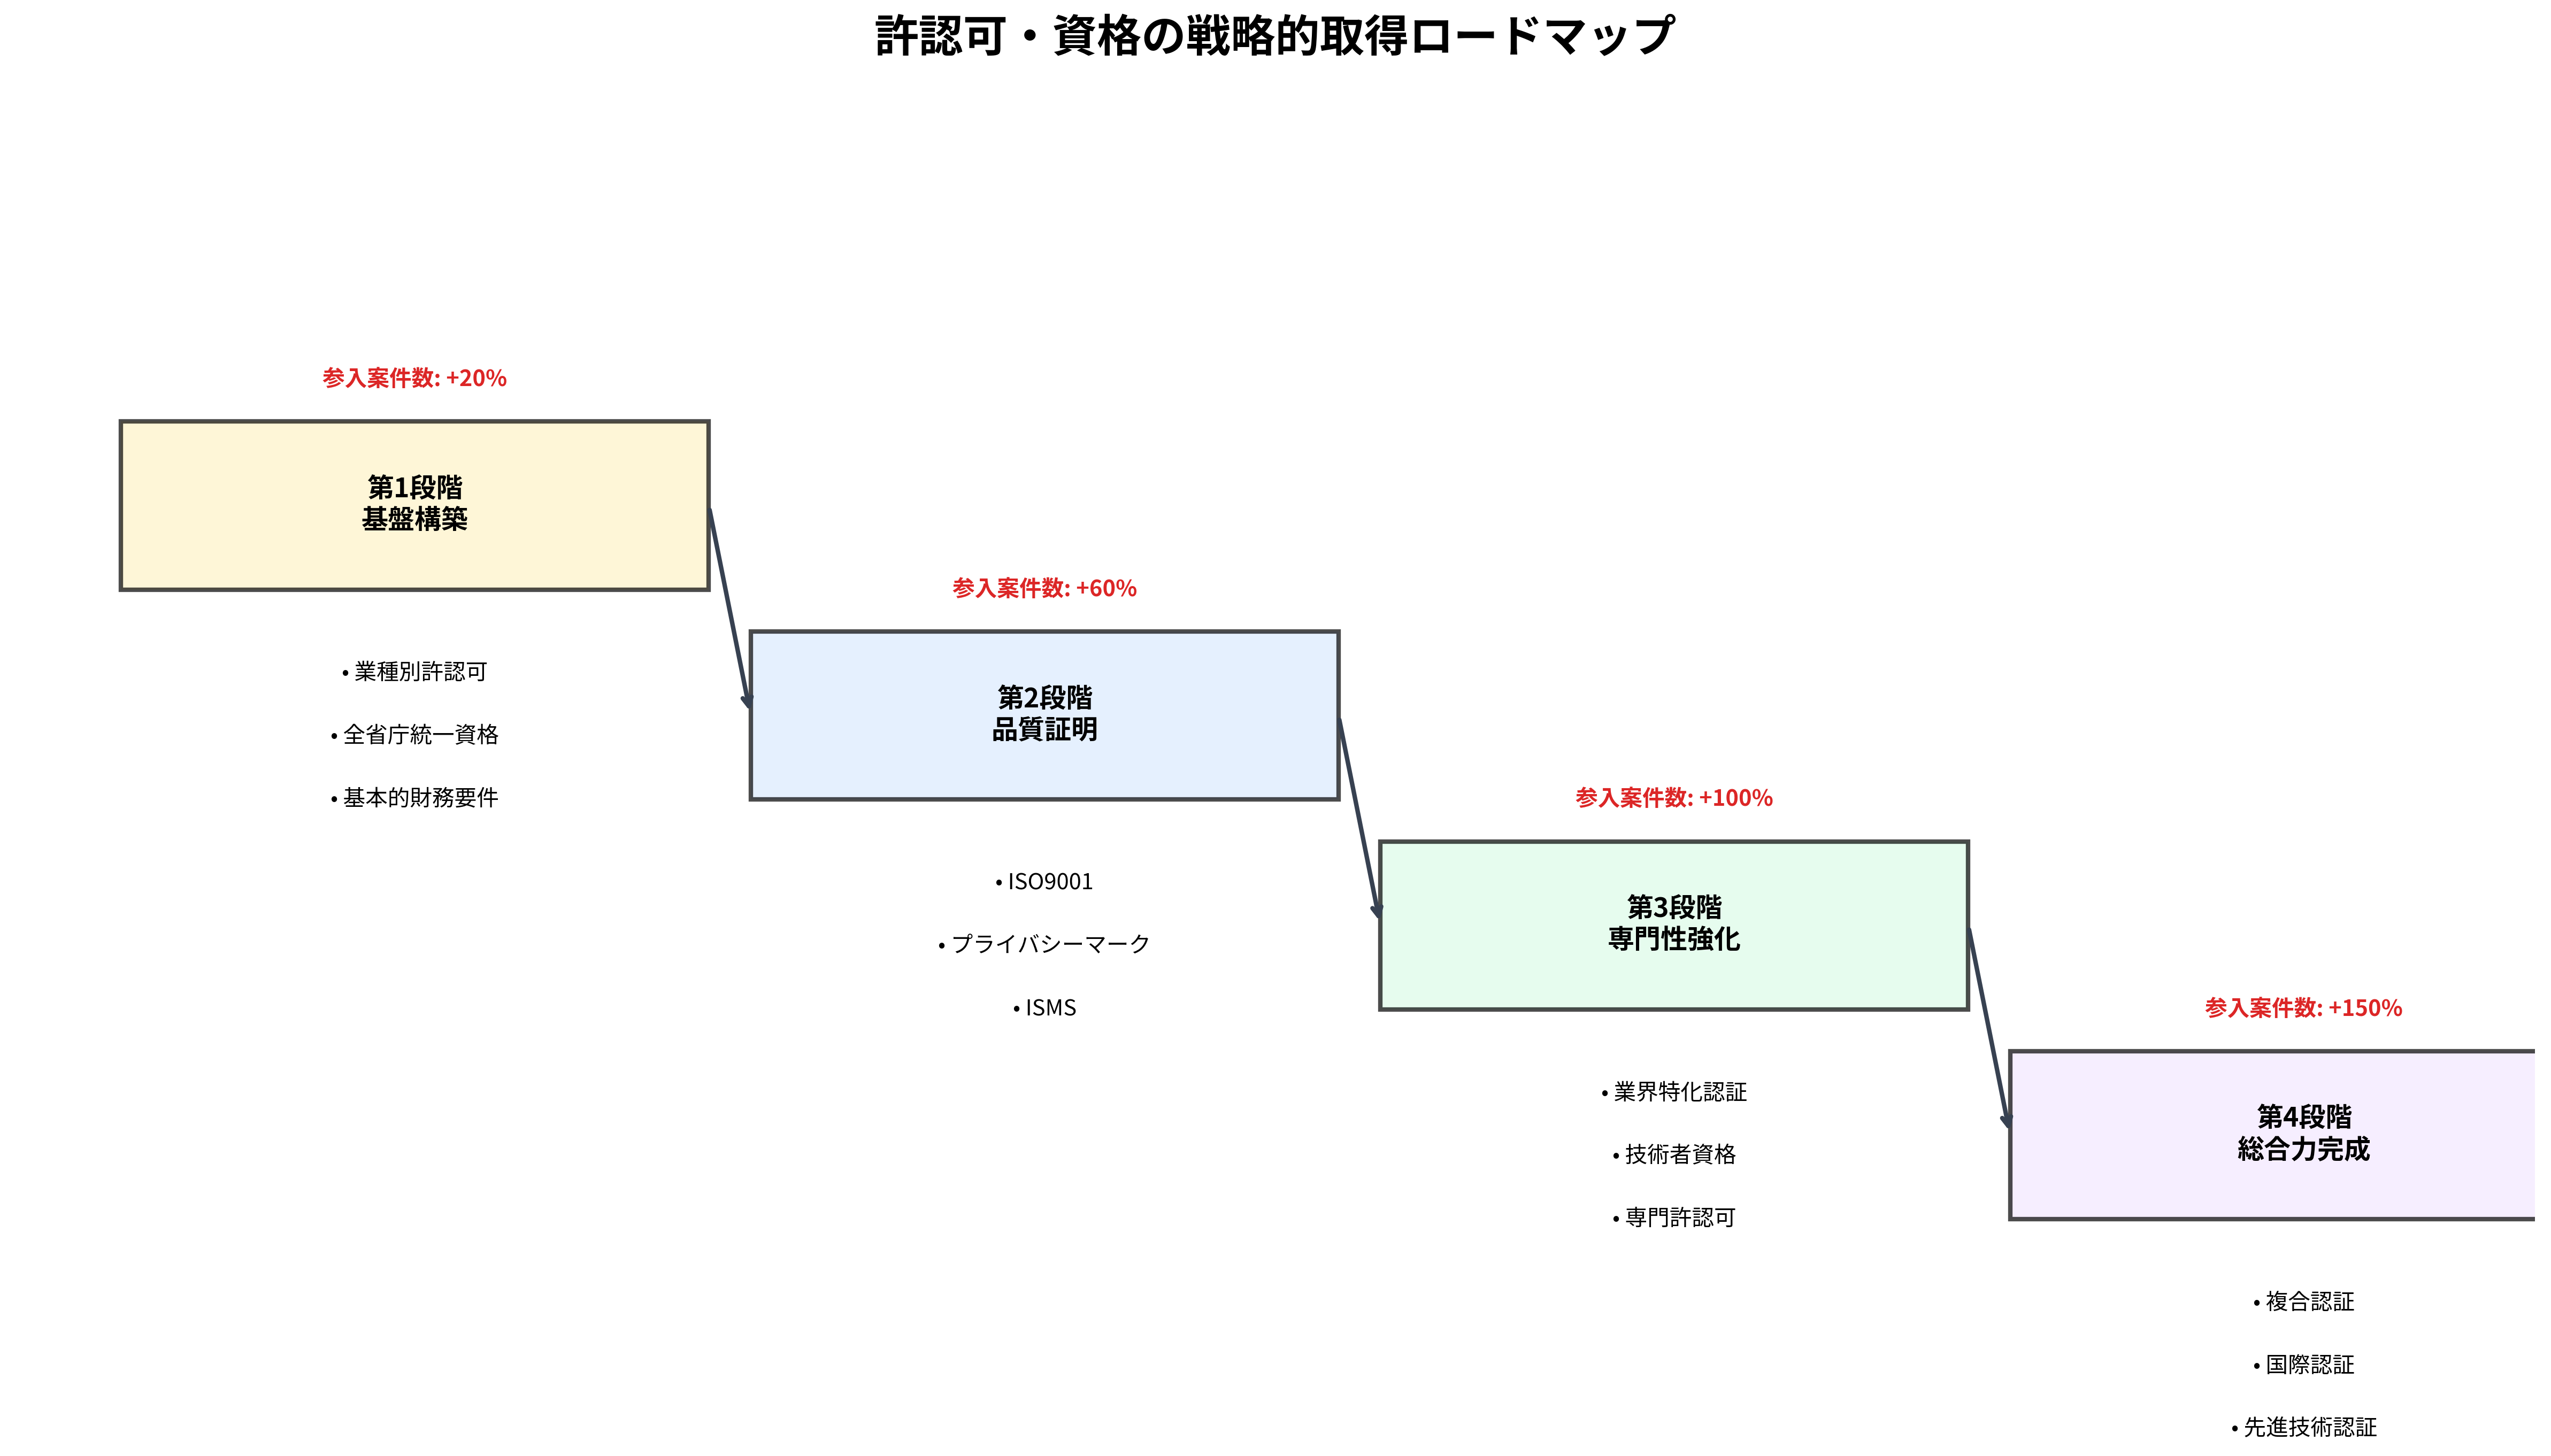 許認可・資格の戦略的取得ロードマップ
参入案件数: +20%
第1段階
基盤構築
• 業種別許認可
• 全省庁統一資格
• 基本的財務要件
参入案件数: +60%
第2段階
品質証明
• ISO9001
• プライバシーマーク
• ISMS
参入案件数: +100%
第3段階
専門性強化
• 業界特化認証
• 技術者資格
• 専門許認可
参入案件数: +150%
第4段階
総合力完成
• 複合認証
• 国際認証
• 先進技術認証